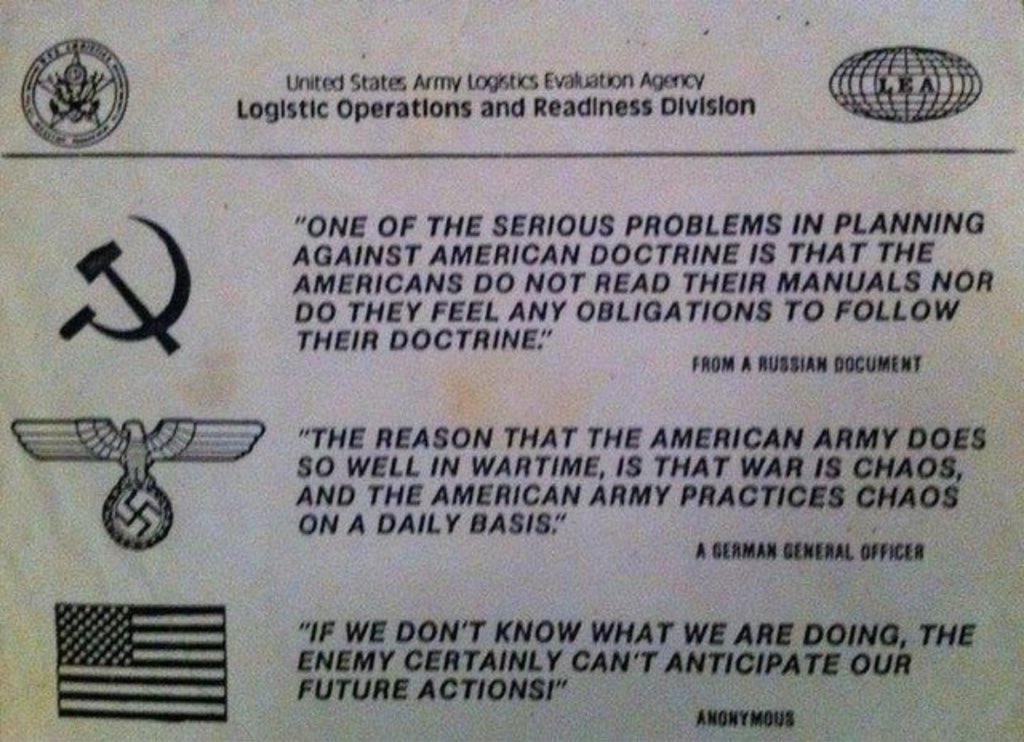 United States Army Logistics Evaluation Agency
Logistic Operations and Readiness Division
LEA
"ONE OF THE SERIOUS PROBLEMS IN PLANNING
AGAINST AMERICAN DOCTRINE IS THAT THE
AMERICANS DO NOT READ THEIR MANUALS NOR
DO THEY FEEL ANY OBLIGATIONS TO FOLLOW
THEIR DOCTRINE."
FROM A RUSSIAN DOCUMENT
"THE REASON THAT THE AMERICAN ARMY DOES
SO WELL IN WARTIME, IS THAT WAR IS CHAOS,
AND THE AMERICAN ARMY PRACTICES CHAOS
ON A DAILY BASIS."
A GERMAN GENERAL OFFICER
"IF WE DON'T KNOW WHAT WE ARE DOING, THE
ENEMY CERTAINLY CAN'T ANTICIPATE OUR
FUTURE ACTIONS!"
ANONYMOUS